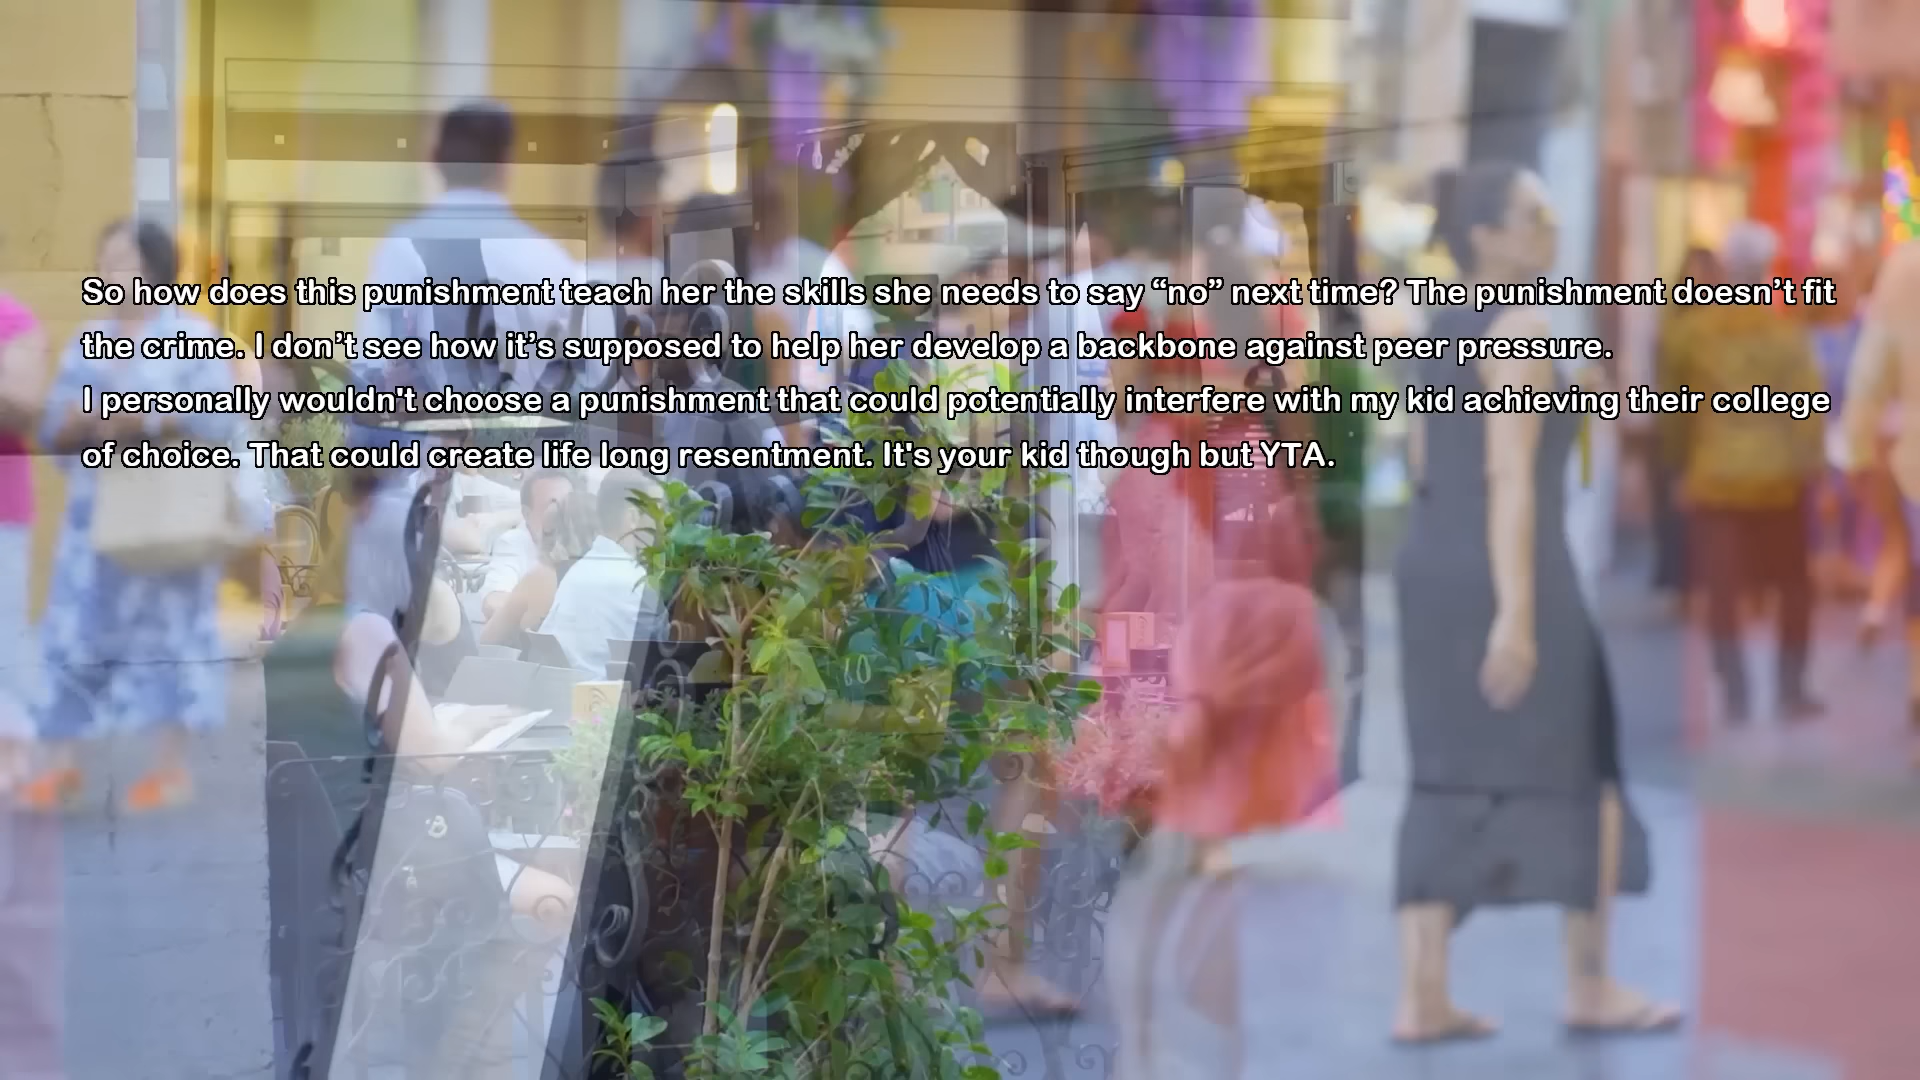 So how does this punishment teach her the skills she needs to say “no” next time? The punishment doesn’t fit
the crime. I don’t see how it’s supposed to help her develop a backbone against peer pressure.
I personally wouldn't choose a punishment that could potentially interfere with my kid achieving their college
of choice. That could create life long resentment. It's your kid though but YTA.